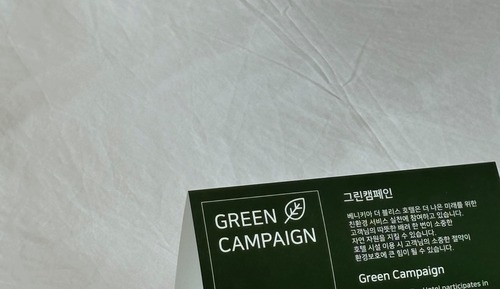 GREEN
CAMPAIGN
그린캠페인
베니키아 더 블리스 호텔은 더 나은 미래를 위한
친환경 서비스 실천에 참여하고 있습니다.
고객님의 따뜻한 배려 한 번이 소중한
자연 자원을 지킬 수 있습니다.
호텔 시설 이용 시 고객님의 소중한 절약이
환경보호에 큰 힘이 될 수 있습니다.
Green Campaign
Hotel participates in